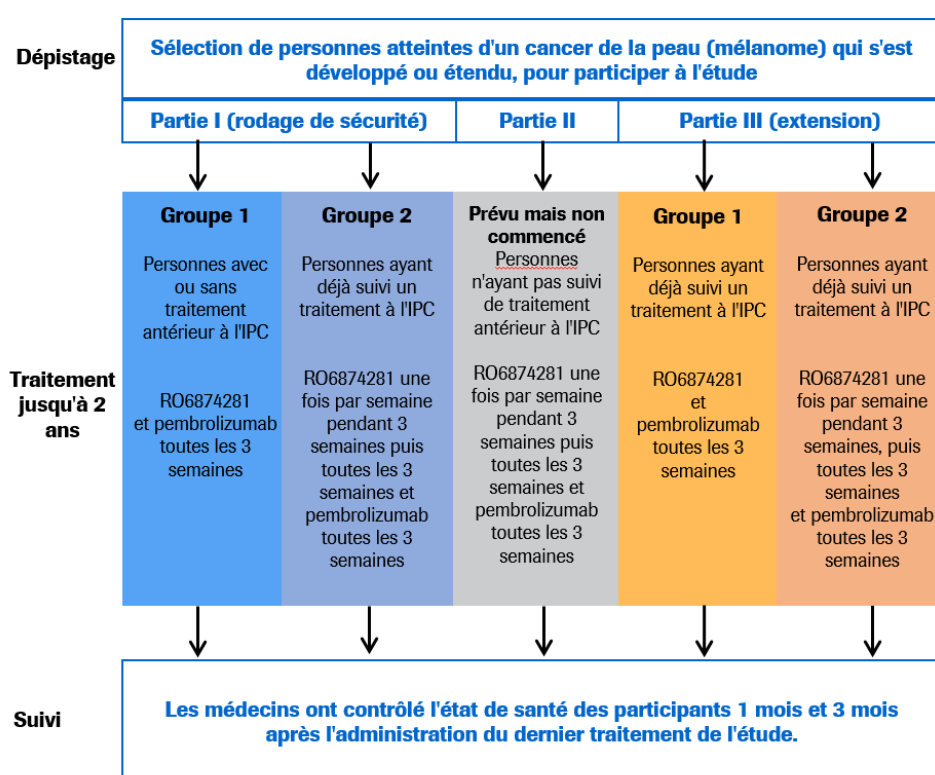 Dépistage
Sélection de personnes atteintes d'un cancer de la peau (mélanome) qui s'est
développé ou étendu, pour participer à l'étude
Partie I (rodage de sécurité)
Partie II
Partie III (extension)
Traitement
jusqu'à 2
ans
Groupe 1
Personnes avec
ou sans
traitement
antérieur à l'IPC
RO6874281
et pembrolizumab
toutes les 3
semaines
Groupe 2
Personnes ayant
déjà suivi un
traitement à l'IPC
RO6874281 une
fois par semaine
pendant 3
semaines puis
toutes les 3
semaines et
pembrolizumab
toutes les 3
semaines
Prévu mais non
commencé
Personnes
n'ayant pas suivi
de traitement
antérieur à l'IPC
RO6874281 une
fois par semaine
pendant 3
semaines puis
toutes les 3
semaines et
pembrolizumab
toutes les 3
semaines
Groupe 1
Personnes ayant
déjà suivi un
traitement à l'IPC
RO6874281
et
pembrolizumab
toutes les 3
semaines
Groupe 2
Personnes ayant
déjà suivi un
traitement à l'IPC
RO6874281 une
fois par semaine
pendant 3
semaines, puis
toutes les 3
semaines
et pembrolizumab
toutes les 3
semaines
Suivi
Les médecins ont contrôlé l'état de santé des participants 1 mois et 3 mois
après l'administration du dernier traitement de l'étude.